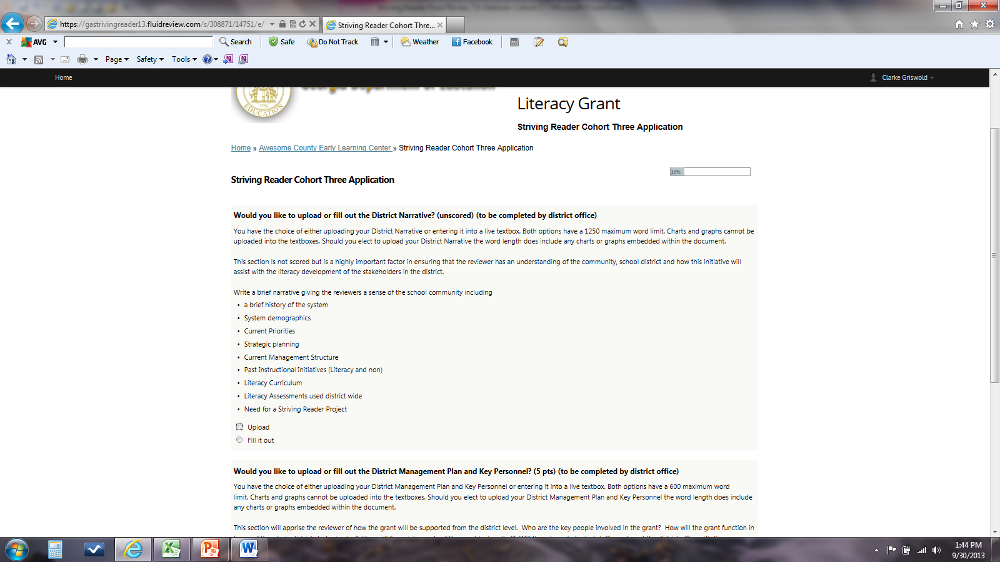 https://gastrivingreader13.fluidreview.com/s/308871/14751/e/
Striving Reader Cohort Thre...
AVG
Search
Safe
Do Not Track
Weather
Facebook
Page
Safety
Tools
Home
Clarke Griswold
Georgia Department of Education
EDUCATION
Literacy Grant
Striving Reader Cohort Three Application
Home » Awesome County Early Learning Center » Striving Reader Cohort Three Application
16%
Striving Reader Cohort Three Application
Would you like to upload or fill out the District Narrative? (unscored) (to be completed by district office)
You have the choice of either uploading your District Narrative or entering it into a live textbox. Both options have a 1250 maximum word limit. Charts and graphs cannot be
uploaded into the textboxes. Should you elect to upload your District Narrative the word length does include any charts or graphs embedded within the document.
This section is not scored but is a highly important factor in ensuring that the reviewer has an understanding of the community, school district and how this initiative will
assist with the literacy development of the stakeholders in the district.
Write a brief narrative giving the reviewers a sense of the school community including
• a brief history of the system
• System demographics
• Current Priorities
• Strategic planning
• Current Management Structure
• Past Instructional Initiatives (Literacy and non)
• Literacy Curriculum
• Literacy Assessments used district wide
• Need for a Striving Reader Project
Upload
Fill it out
Would you like to upload or fill out the District Management Plan and Key Personnel? (5 pts) (to be completed by district office)
You have the choice of either uploading your District Management Plan and Key Personnel or entering it into a live textbox. Both options have a 600 maximum word
limit. Charts and graphs cannot be uploaded into the textboxes. Should you elect to upload your District Management Plan and Key Personnel the word length does include
any charts or graphs embedded within the document.
This section will apprise the reviewer of how the grant will be supported from the district level. Who are the key people involved in the grant? How will the grant function in
1:44 PM
9/30/2013